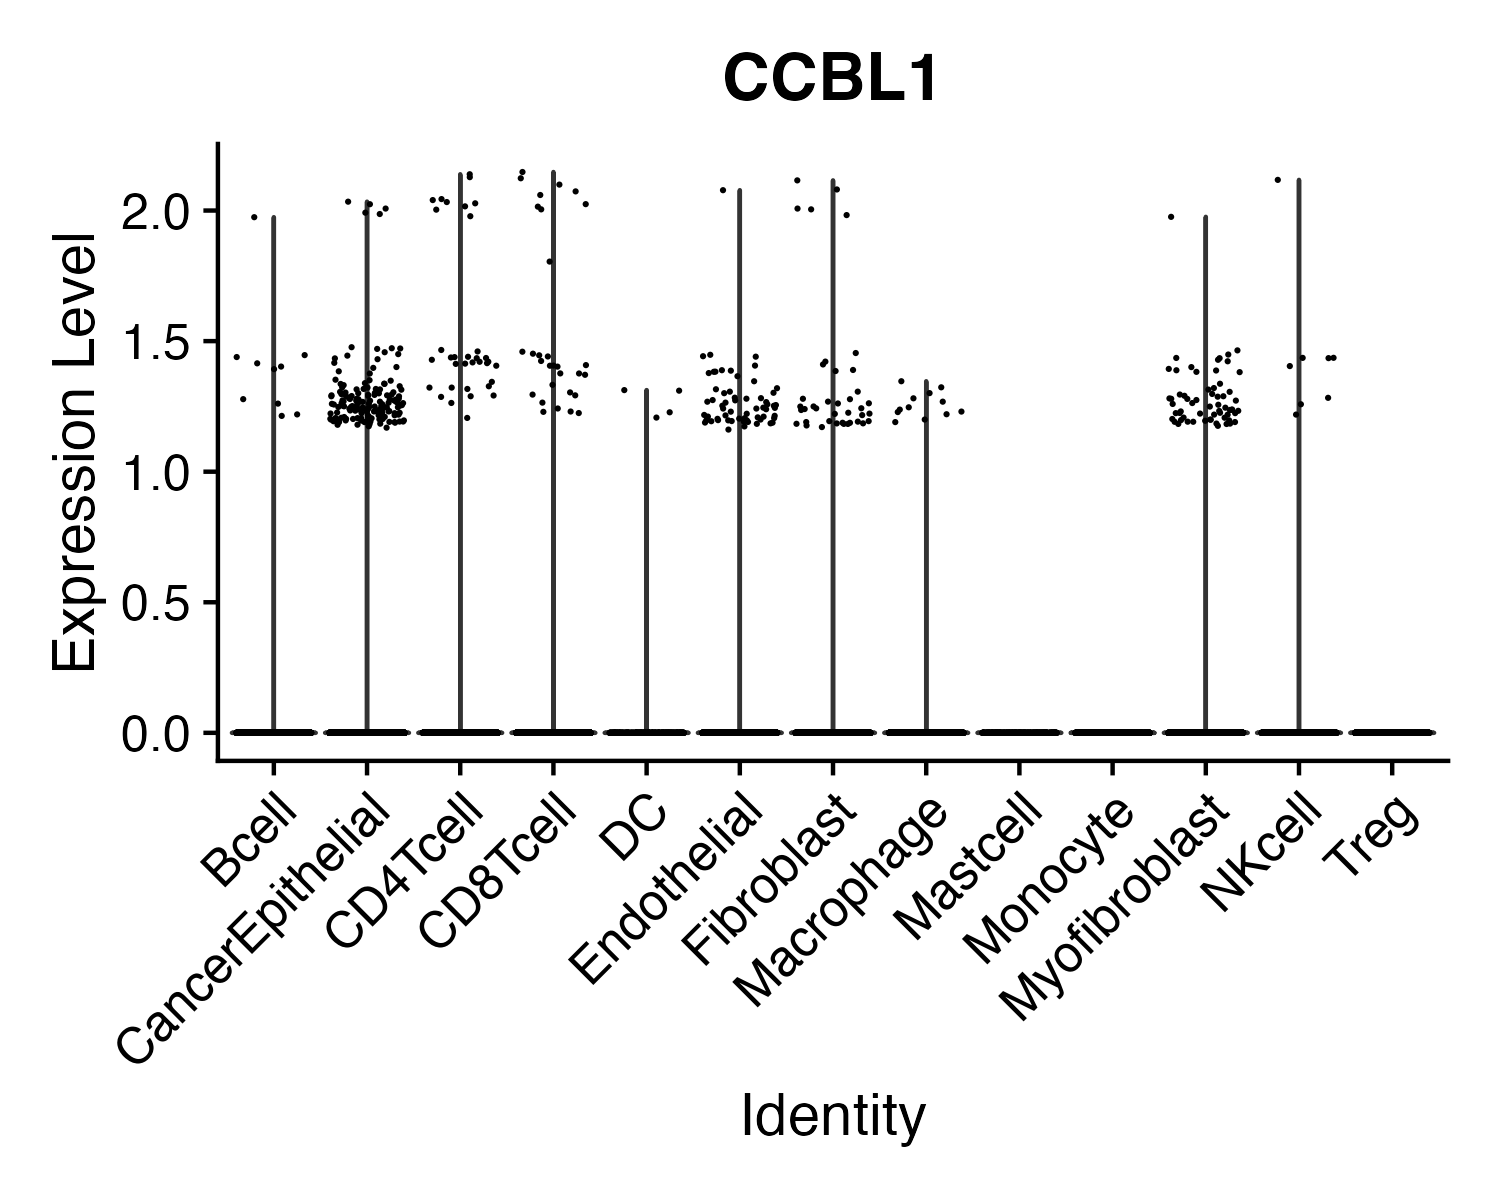 CCBL1
Expression Level
2.0
1.5
1.0
0.5
0.0
Bcell
CancerEpithelial
CD4Tcell
CD8Tcell
DC
Endothelial
Fibroblast
Macrophage
Mastcell
Monocyte
Myofibroblast
NKcell
Treg
Identity